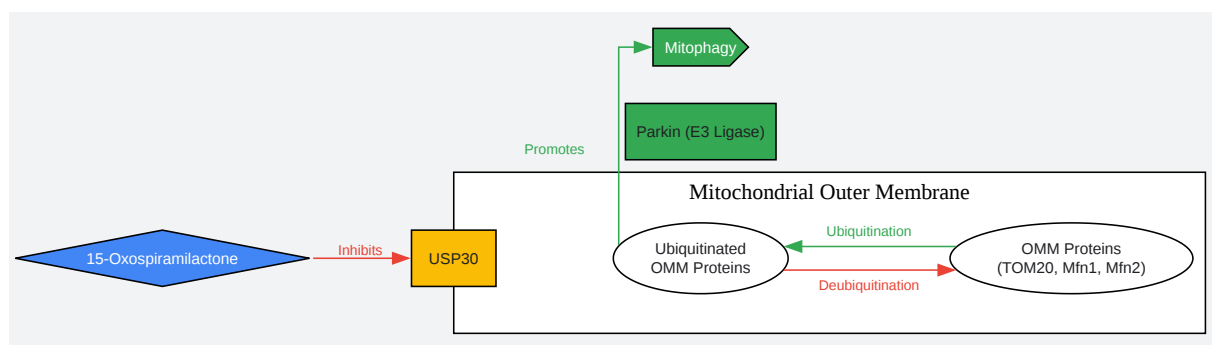 Mitophagy
Parkin (E3 Ligase)
Promotes
Mitochondrial Outer Membrane
15-Oxospiramilactone
Inhibits
USP30
Ubiquitinated
OMM Proteins
Ubiquitination
Deubiquitination
OMM Proteins
(TOM20, Mfn1, Mfn2)